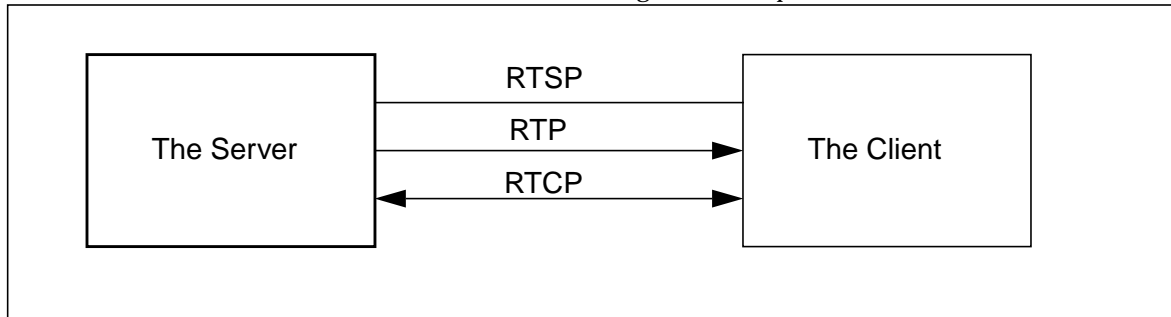 RTSP
The Server
RTP
The Client
RTCP